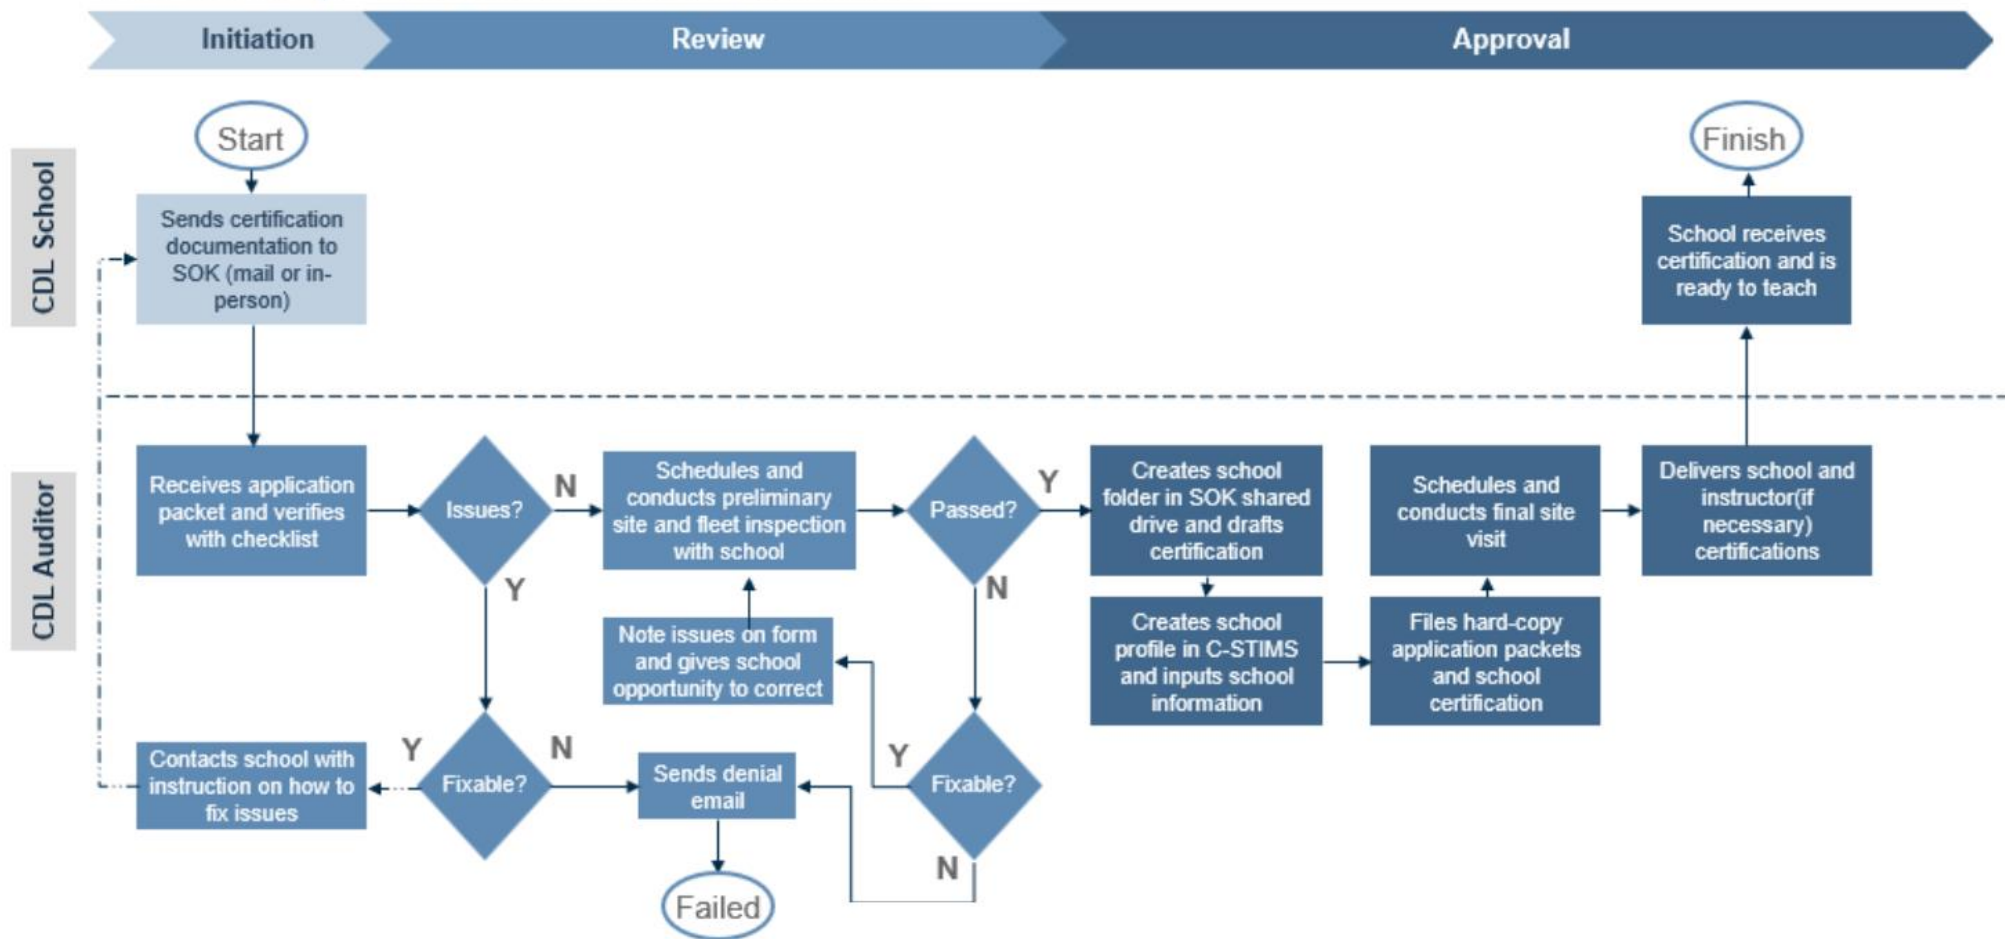 Initiation
Review
Approval
Start
Finish
CDL School
Sends certification
documentation to
SOK (mail or in-
person)
School receives
certification and is
ready to teach
CDL Auditor
Receives application
packet and verifies
with checklist
Issues?
N
Y
Schedules and
conducts preliminary
site and fleet inspection
with school
Passed?
Y
N
Creates school
folder in SOK shared
drive and drafts
certification
Schedules and
conducts final site
visit
Delivers school and
instructor(if
necessary)
certifications
Note issues on form
and gives school
opportunity to correct
Creates school
profile in C-STIMS
and inputs school
information
Files hard-copy
application packets
and school
certification
Contacts school with
instruction on how to
fix issues
Y
Fixable?
N
Sends denial
email
Y
Fixable?
N
Failed